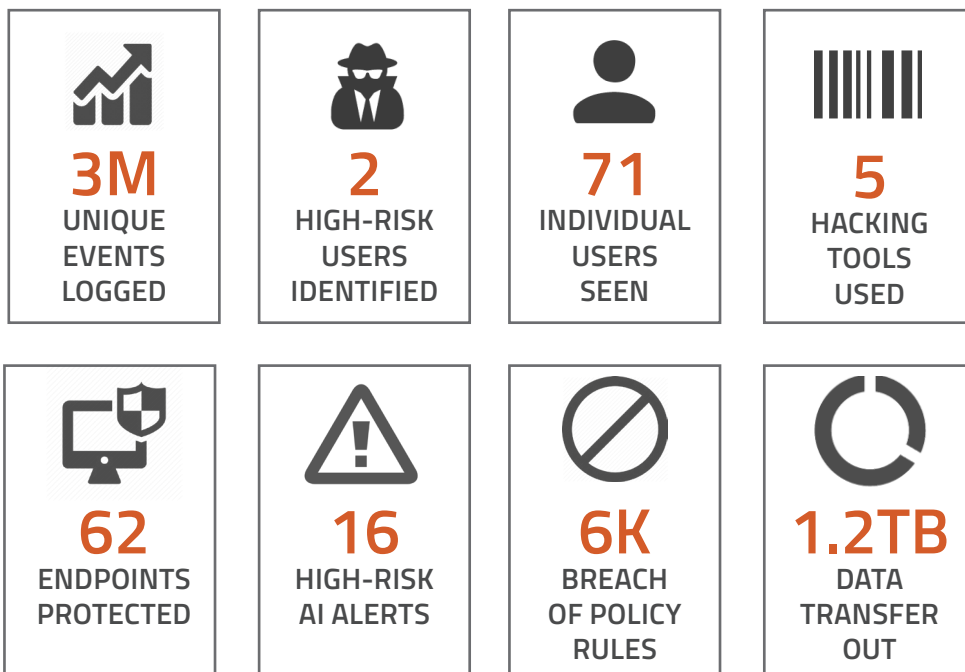 3M
UNIQUE
EVENTS
LOGGED
2
HIGH-RISK
USERS
IDENTIFIED
71
INDIVIDUAL
USERS
SEEN
5
HACKING
TOOLS
USED
62
ENDPOINTS
PROTECTED
16
HIGH-RISK
AI ALERTS
6K
BREACH
OF POLICY
RULES
1.2TB
DATA
TRANSFER
OUT